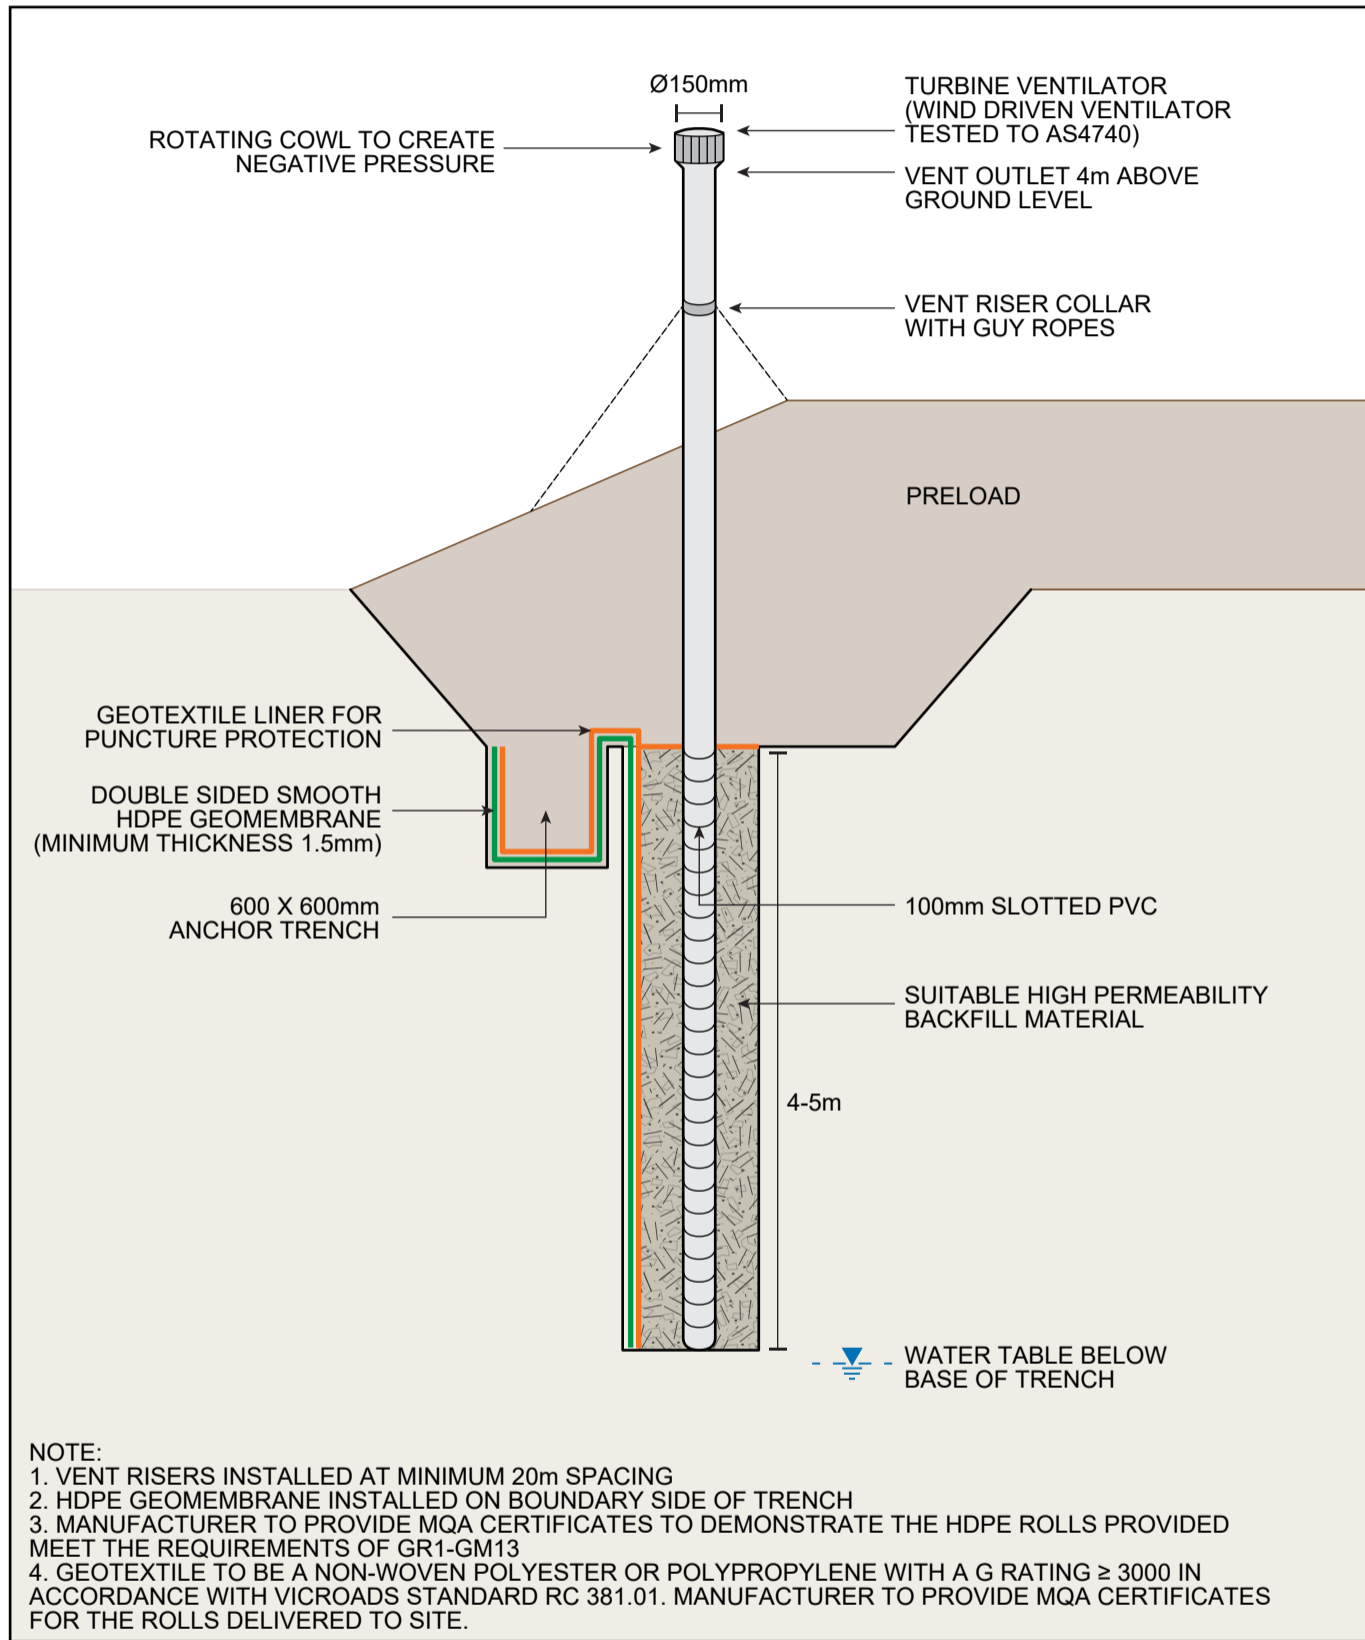 Ø150mm
TURBINE VENTILATOR
(WIND DRIVEN VENTILATOR
TESTED TO AS4740)
ROTATING COWL TO CREATE
NEGATIVE PRESSURE
VENT OUTLET 4m ABOVE
GROUND LEVEL
VENT RISER COLLAR
WITH GUY ROPES
PRELOAD
GEOTEXTILE LINER FOR
PUNCTURE PROTECTION
DOUBLE SIDED SMOOTH
HDPE GEOMEMBRANE
(MINIMUM THICKNESS 1.5mm)
600 X 600mm
ANCHOR TRENCH
100mm SLOTTED PVC
SUITABLE HIGH PERMEABILITY
BACKFILL MATERIAL
4-5m
WATER TABLE BELOW
BASE OF TRENCH
NOTE:
1. VENT RISERS INSTALLED AT MINIMUM 20m SPACING
2. HDPE GEOMEMBRANE INSTALLED ON BOUNDARY SIDE OF TRENCH
3. MANUFACTURER TO PROVIDE MQA CERTIFICATES TO DEMONSTRATE THE HDPE ROLLS PROVIDED
MEET THE REQUIREMENTS OF GR1-GM13
4. GEOTEXTILE TO BE A NON-WOVEN POLYESTER OR POLYPROPYLENE WITH A G RATING ≥ 3000 IN
ACCORDANCE WITH VICROADS STANDARD RC 381.01. MANUFACTURER TO PROVIDE MQA CERTIFICATES
FOR THE ROLLS DELIVERED TO SITE.